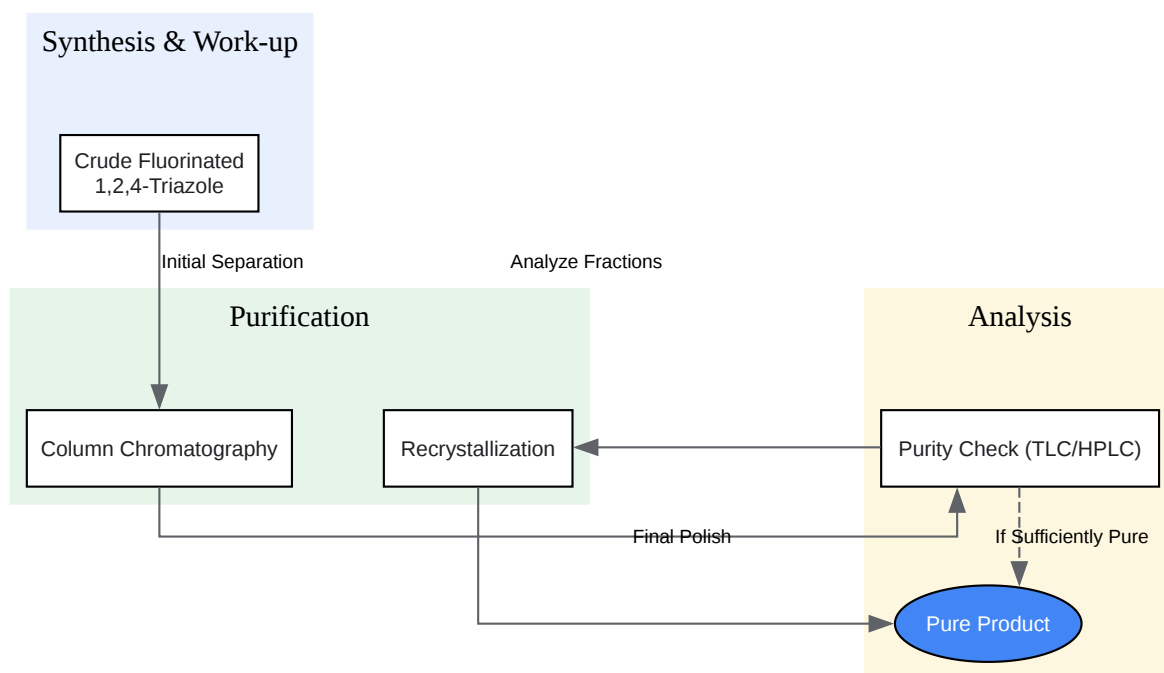 Synthesis & Work-up
Crude Fluorinated
1,2,4-Triazole
Initial Separation
Analyze Fractions
Purification
Analysis
Column Chromatography
Recrystallization
Purity Check (TLC/HPLC)
Final Polish
If Sufficiently Pure
Pure Product